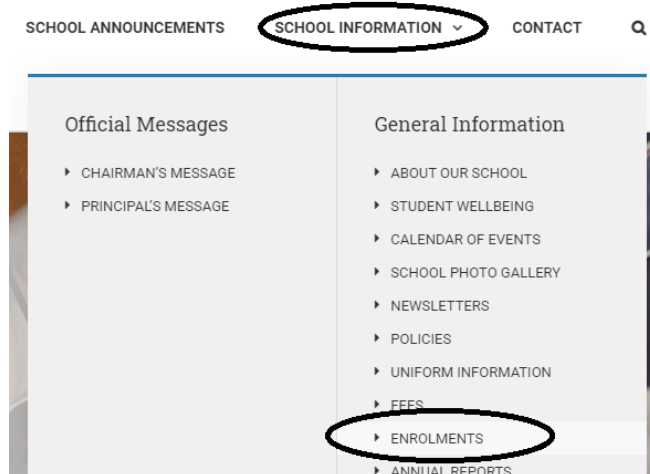 SCHOOL ANNOUNCEMENTS SCHOOL INFORMATION CONTACT
Official Messages
CHAIRMAN'S MESSAGE
PRINCIPAL'S MESSAGE
General Information
ABOUT OUR SCHOOL
STUDENT WELLBEING
CALENDAR OF EVENTS
SCHOOL PHOTO GALLERY
NEWSLETTERS
POLICIES
UNIFORM INFORMATION
FEES
ENROLMENTS
ANNUAL REPORTS